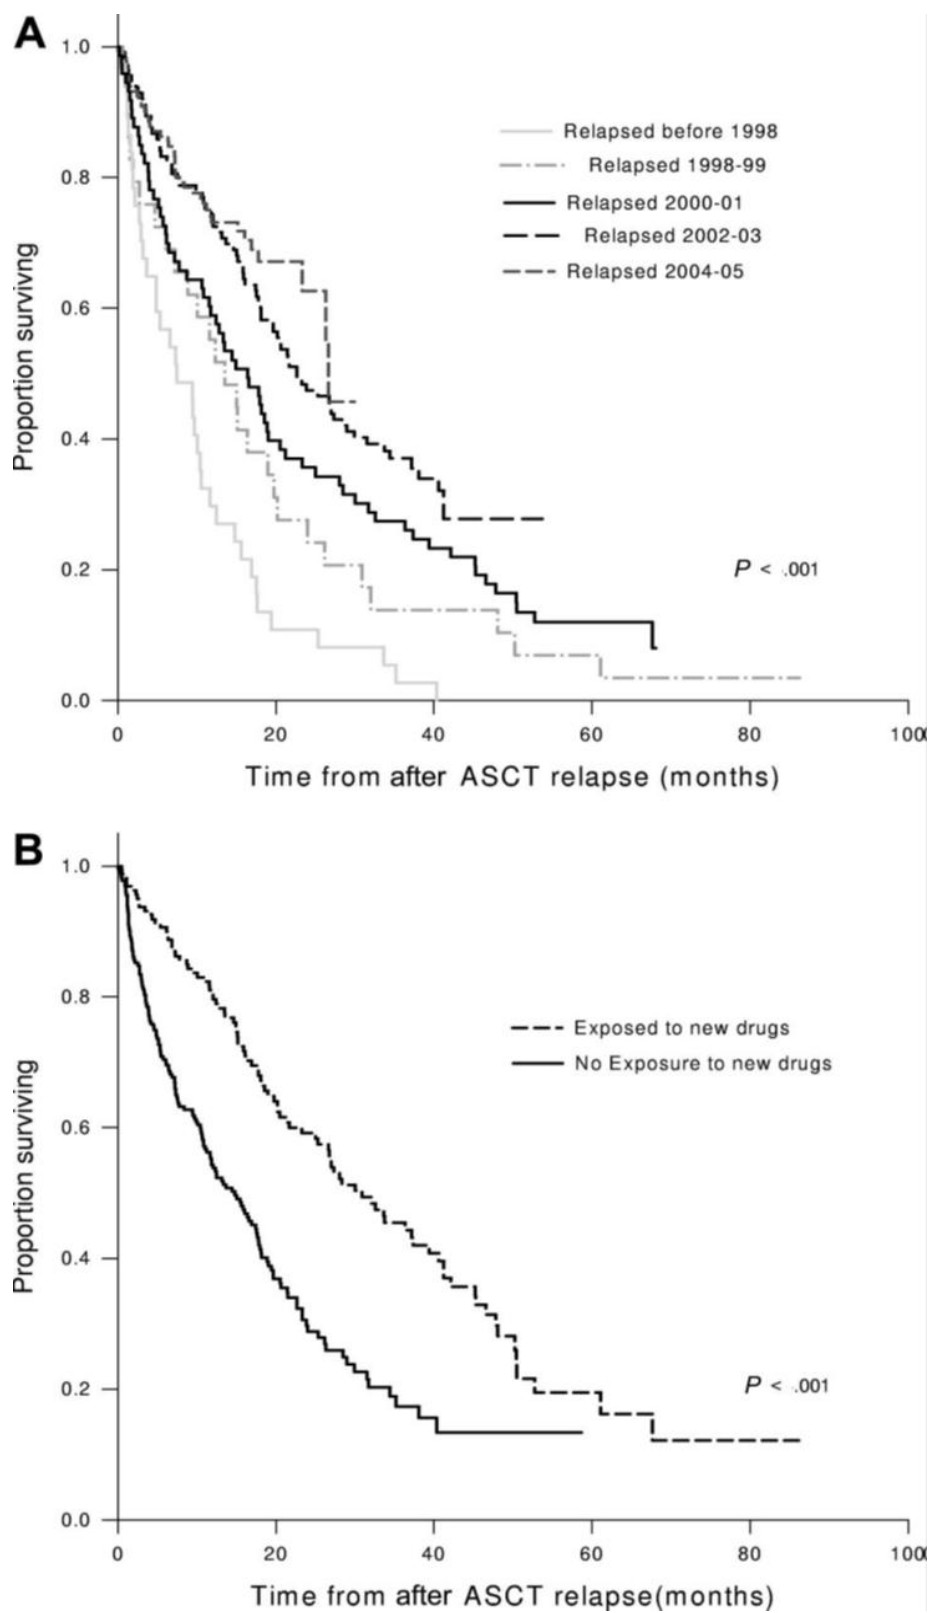 A
1.0
0.8
0.6
0.4
0.2
0.0
Proportion survivng
Relapsed before 1998
Relapsed 1998-99
Relapsed 2000-01
Relapsed 2002-03
Relapsed 2004-05
P < .001
0 20 40 60 80 100
Time from after ASCT relapse (months)
B
1.0
0.8
0.6
0.4
0.2
0.0
Proportion surviving
Exposed to new drugs
No Exposure to new drugs
P < .001
0 20 40 60 80 100
Time from after ASCT relapse(months)